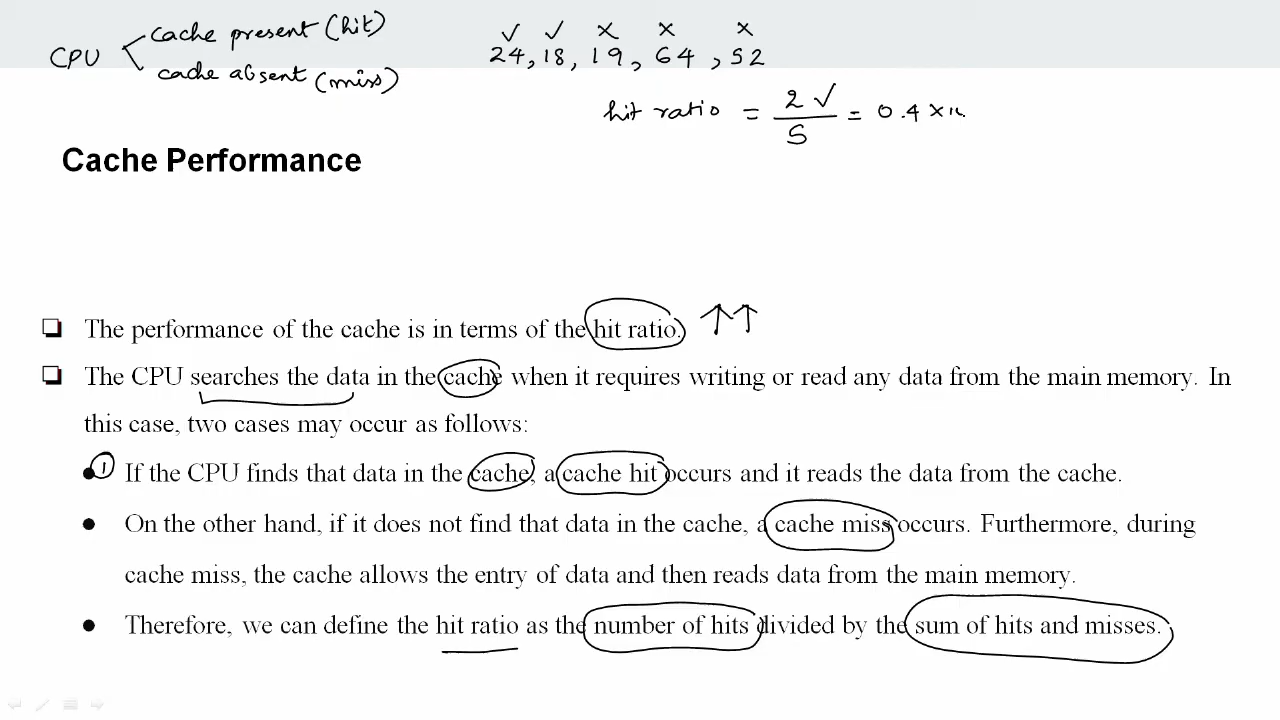 cache present (hit)
CPU
cache absent (miss)
✓ ✓ × × ×
24, 18, 19, 64, 52
hit ratio = 2 ✓ / 5 = 0.4 ×
Cache Performance
❑ The performance of the cache is in terms of the hit ratio. ↑↑
❑ The CPU searches the data in the cache when it requires writing or read any data from the main memory. In
this case, two cases may occur as follows:
● 1 If the CPU finds that data in the cache, a cache hit occurs and it reads the data from the cache.
● On the other hand, if it does not find that data in the cache, a cache miss occurs. Furthermore, during
cache miss, the cache allows the entry of data and then reads data from the main memory.
● Therefore, we can define the hit ratio as the number of hits divided by the sum of hits and misses.